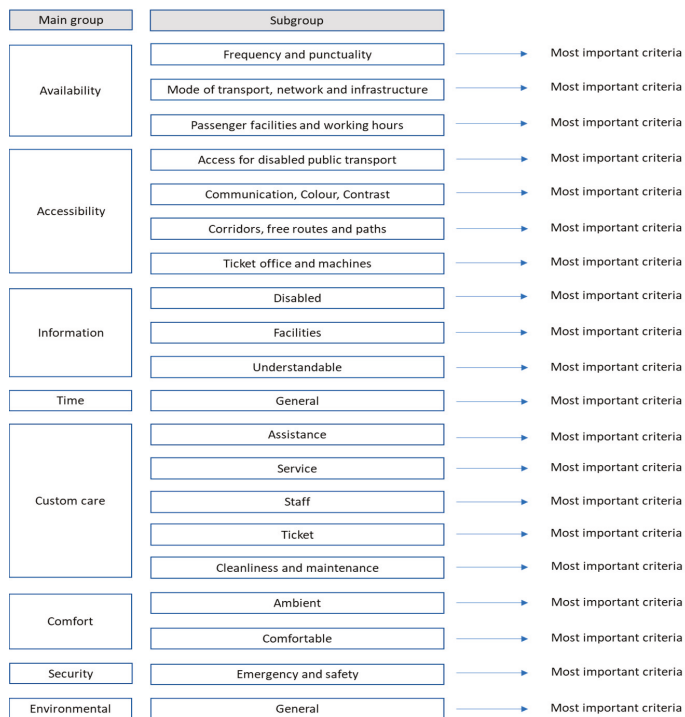 Main group Subgroup
Availability
Frequency and punctuality Most important criteria
Mode of transport, network and infrastructure Most important criteria
Passenger facilities and working hours Most important criteria
Accessibility
Access for disabled public transport Most important criteria
Communication, Colour, Contrast Most important criteria
Corridors, free routes and paths Most important criteria
Ticket office and machines Most important criteria
Information
Disabled Most important criteria
Facilities Most important criteria
Understandable Most important criteria
Time General Most important criteria
Custom care
Assistance Most important criteria
Service Most important criteria
Staff Most important criteria
Ticket Most important criteria
Cleanliness and maintenance Most important criteria
Comfort
Ambient Most important criteria
Comfortable Most important criteria
Security Emergency and safety Most important criteria
Environmental General Most important criteria